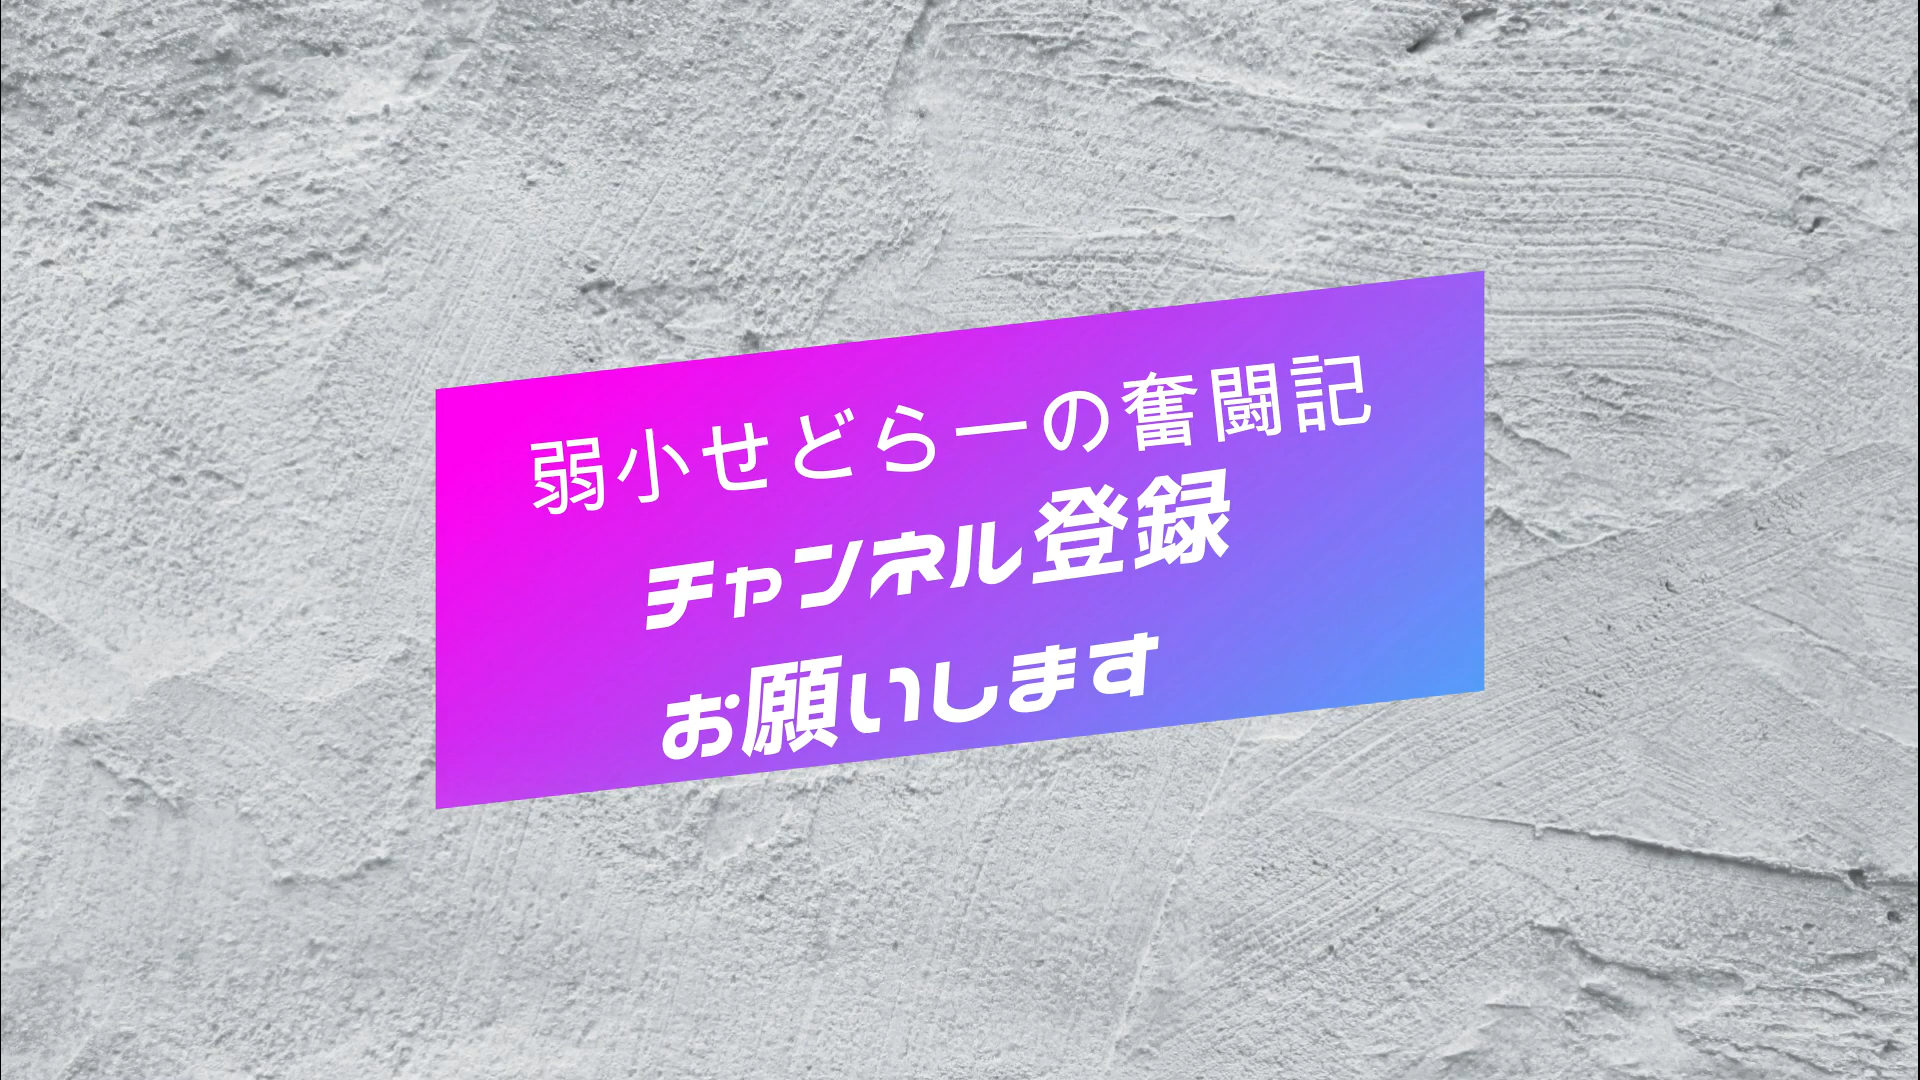 弱小せどらーの奮闘記
チャンネル登録
お願いします